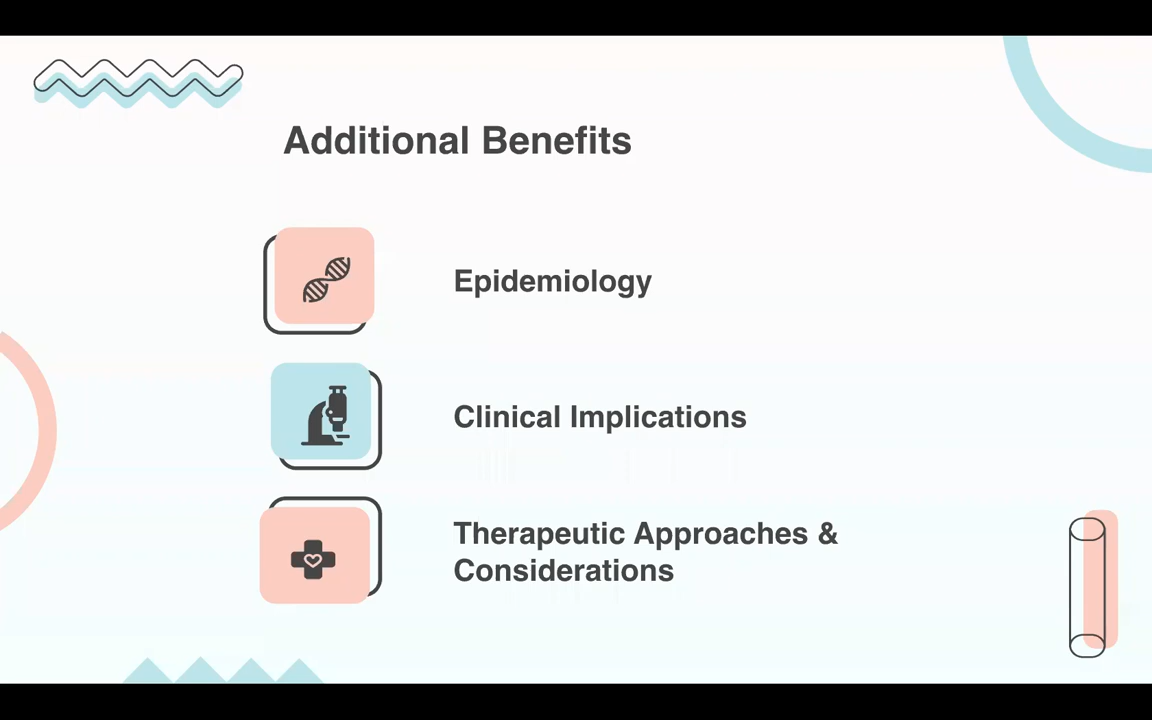 Additional Benefits
Epidemiology
Clinical Implications
Therapeutic Approaches &
Considerations